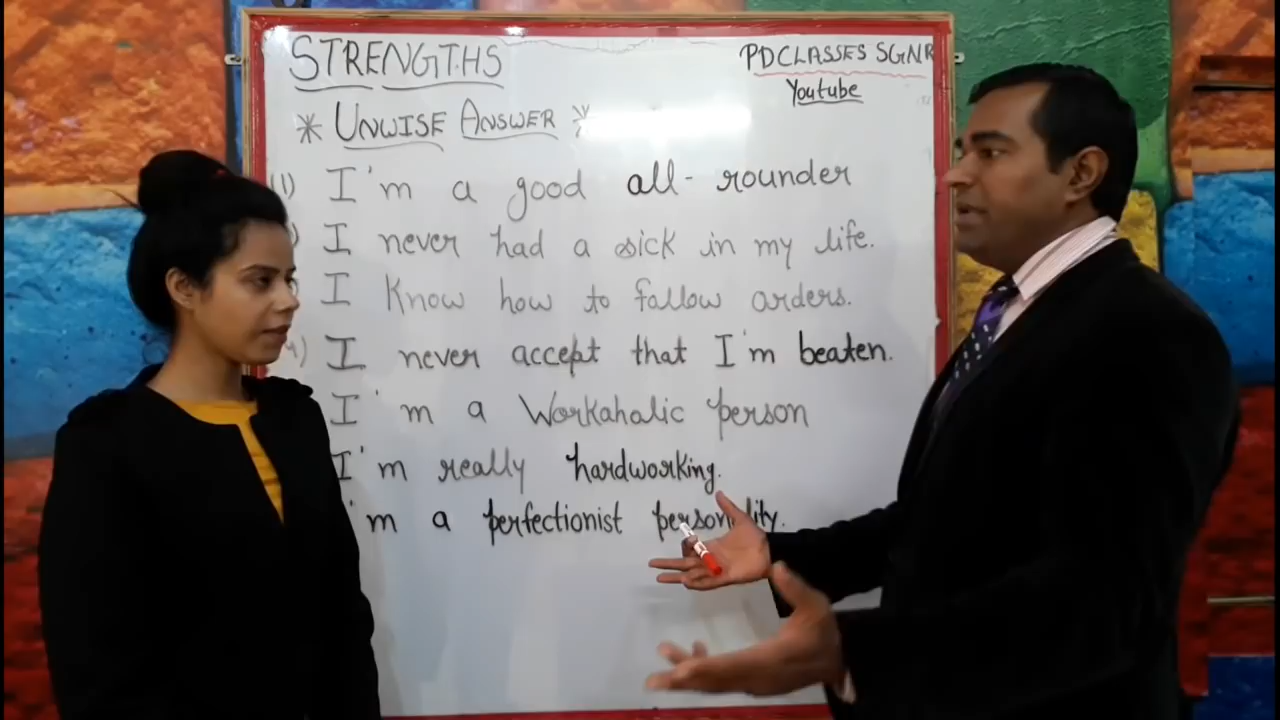 STRENGTHS
PDCLASSES SGNR
Youtube
* UNWISE ANSWER *
1) I'm a good all-rounder
) I never had a sick in my life.
I Know how to follow orders.
4) I never accept that I'm beaten.
I'm a Workaholic person
I'm really hardworking.
'm a perfectionist